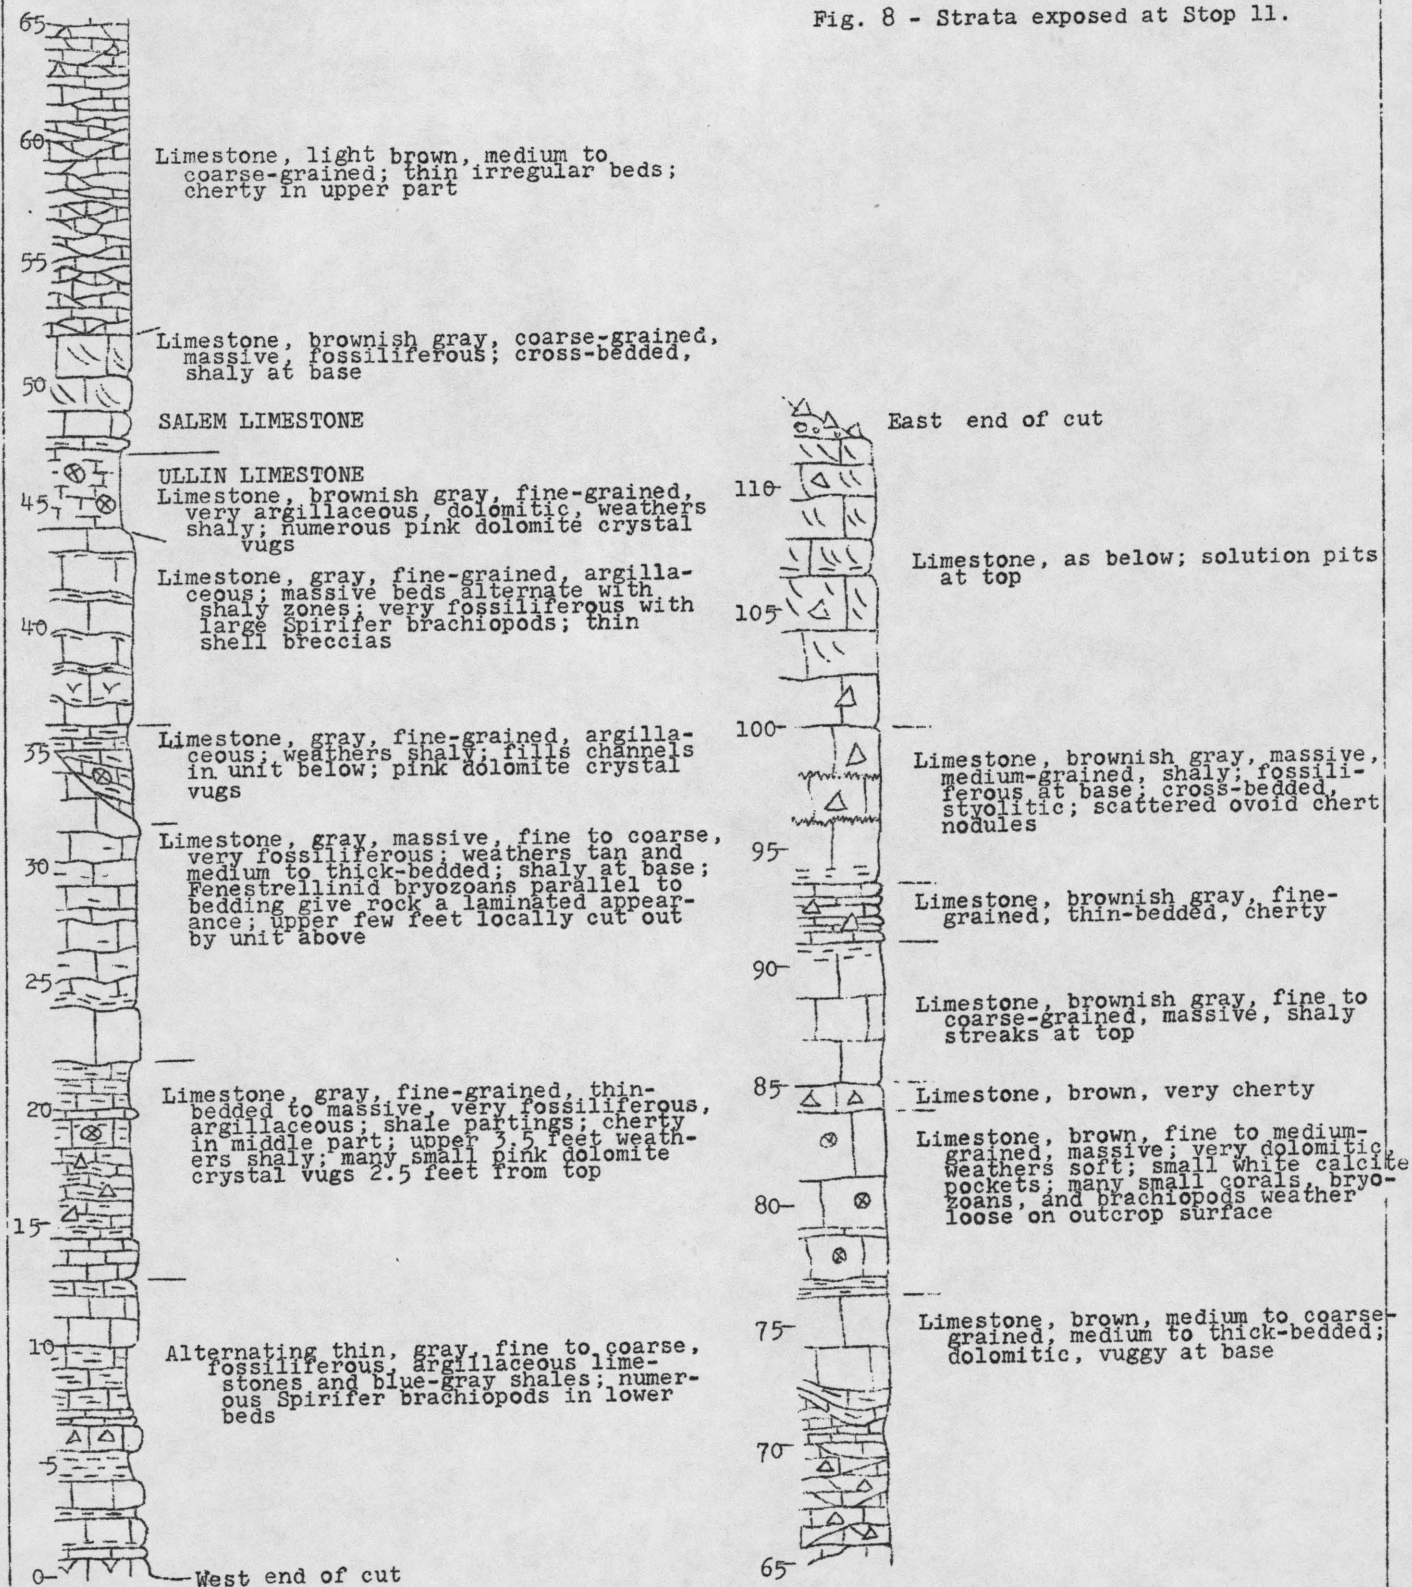 Fig. 8 - Strata exposed at Stop 11.
65
60
Limestone, light brown, medium to
coarse-grained; thin irregular beds;
cherty in upper part
55
Limestone, brownish gray, coarse-grained,
massive, fossiliferous; cross-bedded,
shaly at base
50
SALEM LIMESTONE
ULLIN LIMESTONE
Limestone, brownish gray, fine-grained,
very argillaceous, dolomitic, weathers
shaly; numerous pink dolomite crystal
vugs
45
Limestone, gray, fine-grained, argilla-
ceous; massive beds alternate with
shaly zones; very fossiliferous with
large Spirifer brachiopods; thin
shell breccias
40
Limestone, gray, fine-grained, argilla-
ceous; weathers shaly; fills channels
in unit below; pink dolomite crystal
vugs
35
Limestone, gray, massive, fine to coarse,
very fossiliferous; weathers tan and
medium to thick-bedded; shaly at base;
Fenestrellinid bryozoans parallel to
bedding give rock a laminated appear-
ance; upper few feet locally cut out
by unit above
30
25
Limestone, gray, fine-grained, thin-
bedded to massive, very fossiliferous,
argillaceous; shale partings; cherty
in middle part; upper 3.5 feet weath-
ers shaly; many small pink dolomite
crystal vugs 2.5 feet from top
20
15
10
Alternating thin, gray, fine to coarse,
fossiliferous, argillaceous lime-
stones and blue-gray shales; numer-
ous Spirifer brachiopods in lower
beds
5
0
West end of cut
East end of cut
110
Limestone, as below; solution pits
at top
105
100
Limestone, brownish gray, massive,
medium-grained, shaly; fossili-
ferous at base; cross-bedded,
styolitic; scattered ovoid chert
nodules
95
Limestone, brownish gray, fine-
grained, thin-bedded, cherty
90
Limestone, brownish gray, fine to
coarse-grained, massive, shaly
streaks at top
85
Limestone, brown, very cherty
Limestone, brown, fine to medium-
grained, massive; very dolomitic,
weathers soft; small white calcite
pockets; many small corals, bryo-
zoans, and brachiopods weather
loose on outcrop surface
80
75
Limestone, brown, medium to coarse-
grained, medium to thick-bedded;
dolomitic, vuggy at base
70
65